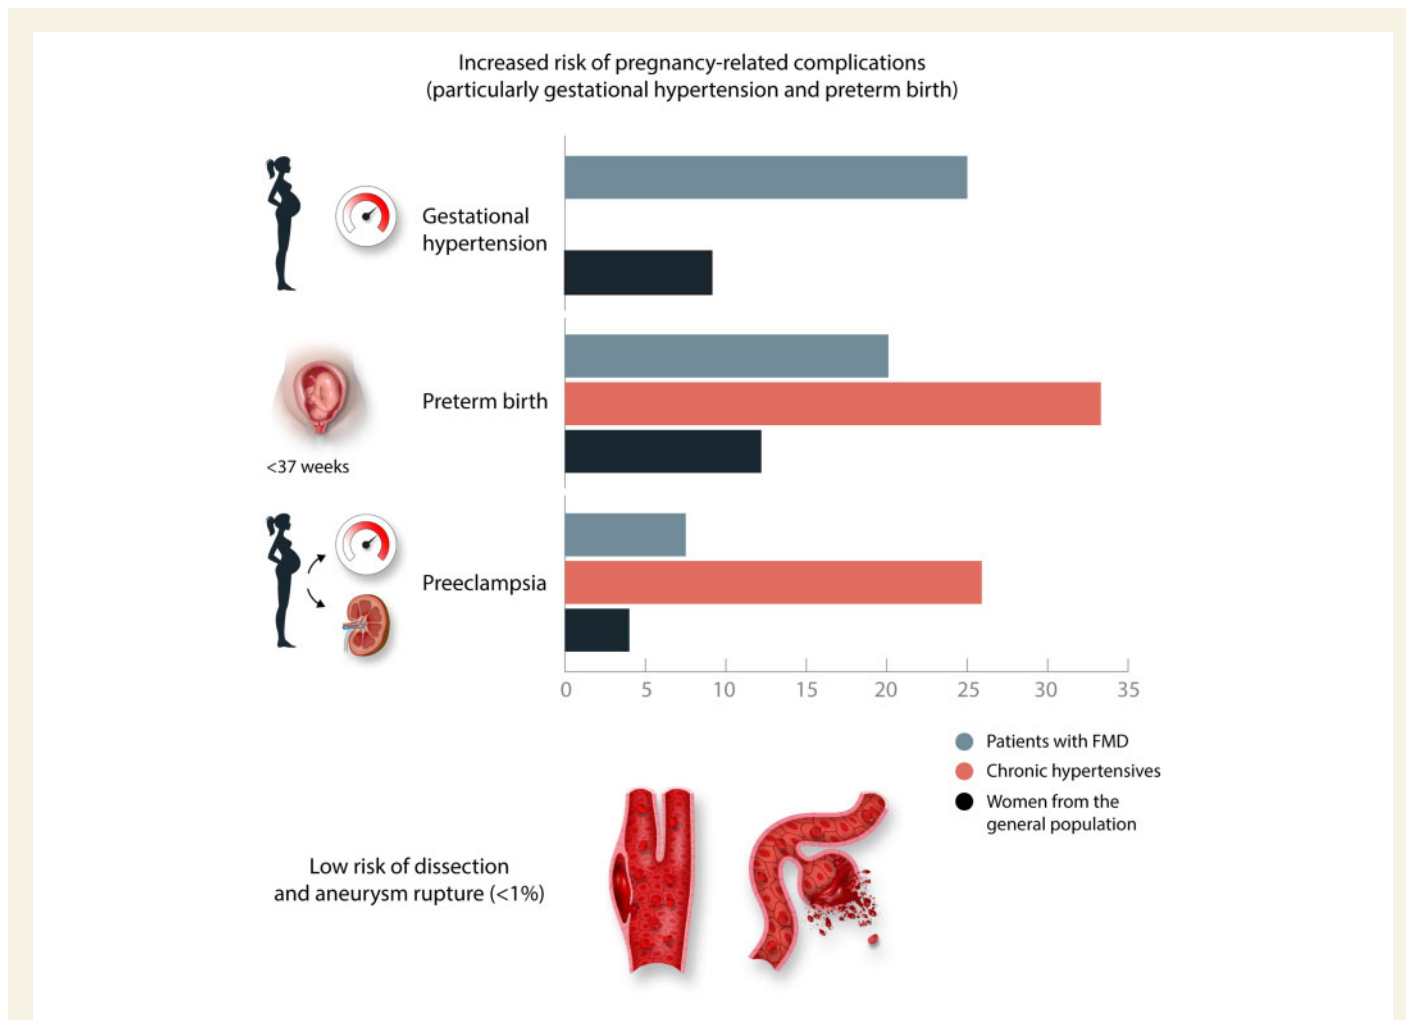 Increased risk of pregnancy-related complications
(particularly gestational hypertension and preterm birth)
Gestational
hypertension
Preterm birth
<37 weeks
Preeclampsia
0 5 10 15 20 25 30 35
Patients with FMD
Chronic hypertensives
Women from the
general population
Low risk of dissection
and aneurysm rupture (<1%)